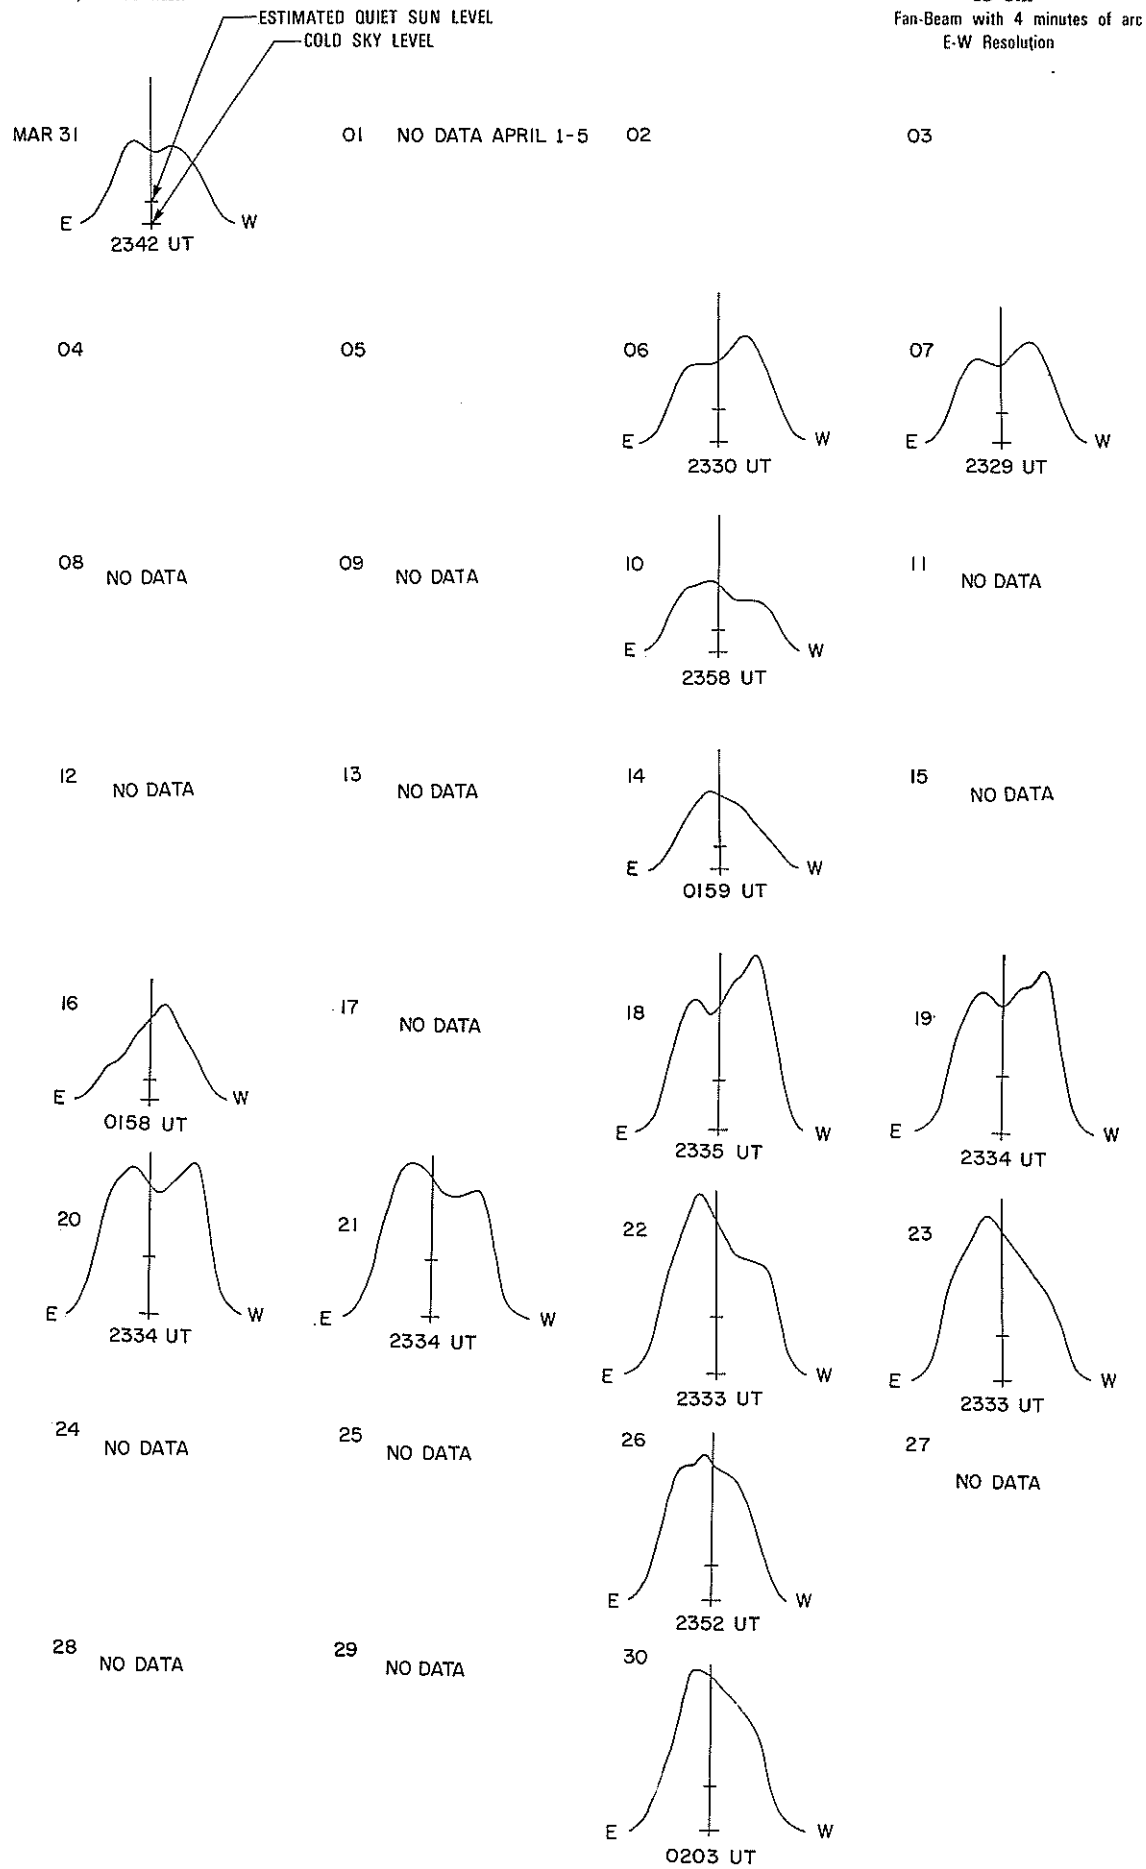 ESTIMATED QUIET SUN LEVEL
COLD SKY LEVEL
Fan-Beam with 4 minutes of arc
E-W Resolution
MAR 31
E W
2342 UT
01 NO DATA APRIL 1-5
02
03
04
05
06
E W
2330 UT
07
E W
2329 UT
08 NO DATA
09 NO DATA
10
E W
2358 UT
11 NO DATA
12 NO DATA
13 NO DATA
14
E W
0159 UT
15 NO DATA
16
E W
0158 UT
17 NO DATA
18
E W
2335 UT
19
E W
2334 UT
20
E W
2334 UT
21
E W
2334 UT
22
E W
2333 UT
23
E W
2333 UT
24 NO DATA
25 NO DATA
26
E W
2352 UT
27 NO DATA
28 NO DATA
29 NO DATA
30
E W
0203 UT